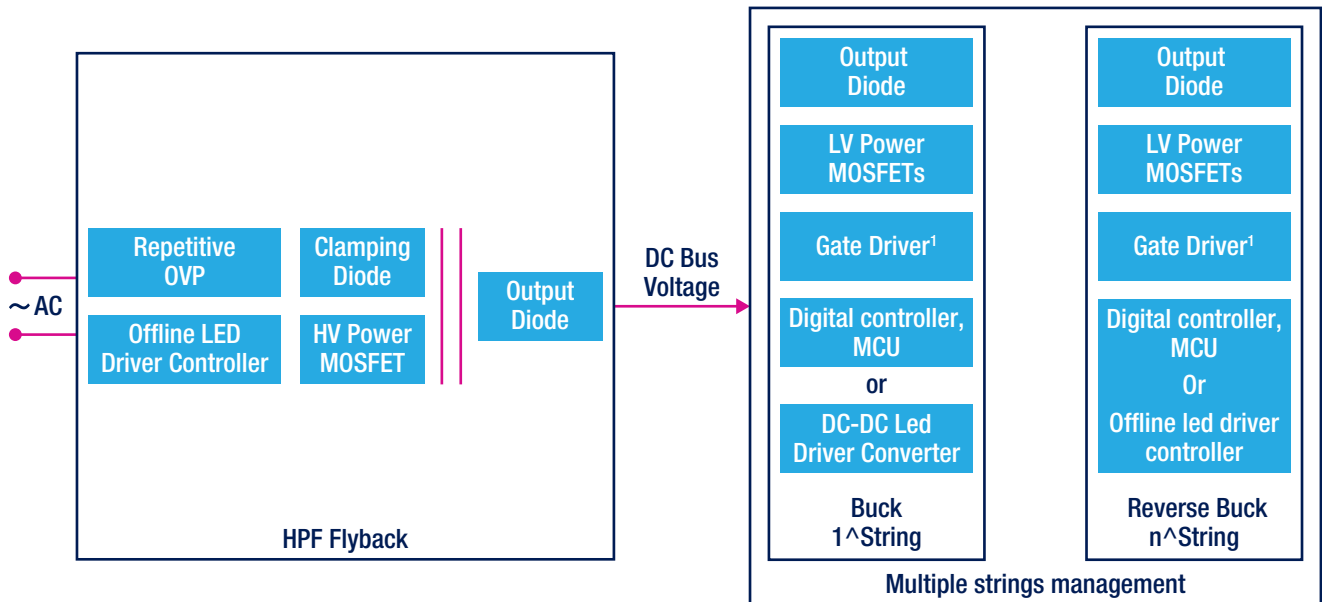 ~ AC
Repetitive
OVP
Clamping
Diode
Offline LED
Driver Controller
HV Power
MOSFET
Output
Diode
HPF Flyback
DC Bus
Voltage
Output
Diode
LV Power
MOSFETs
Gate Driver¹
Digital controller,
MCU
or
DC-DC Led
Driver Converter
Buck
1^String
Output
Diode
LV Power
MOSFETs
Gate Driver¹
Digital controller,
MCU
Or
Offline led driver
controller
Reverse Buck
n^String
Multiple strings management